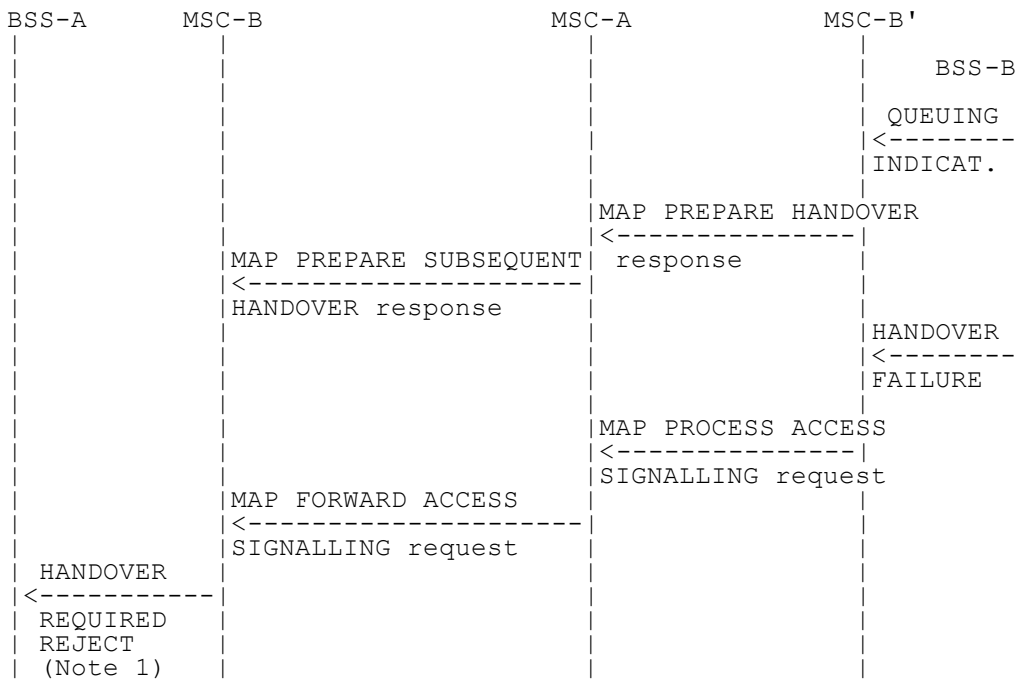 BSS-A MSC-B MSC-A MSC-B'
BSS-B
QUEUING
<--------
INDICAT.
MAP PREPARE HANDOVER
<---------------
MAP PREPARE SUBSEQUENT response
<---------------------
HANDOVER response
HANDOVER
<--------
FAILURE
MAP PROCESS ACCESS
<---------------
SIGNALLING request
MAP FORWARD ACCESS
<---------------------
SIGNALLING request
HANDOVER
<-----------
REQUIRED
REJECT
(Note 1)